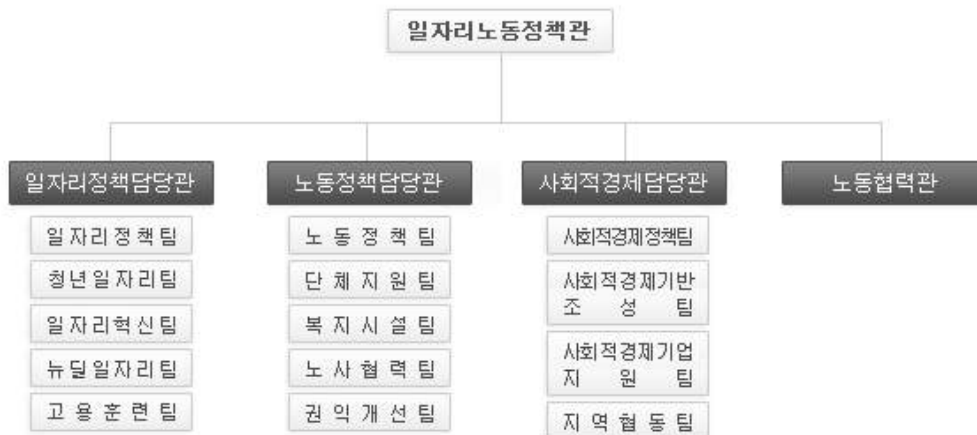 일자리노동정책관
일자리정책담당관
일자리정책팀
청년일자리팀
일자리혁신팀
뉴딜일자리팀
고용훈련팀
노동정책담당관
노동정책팀
단체지원팀
복지시설팀
노사협력팀
권익개선팀
사회적경제담당관
사회적경제정책팀
사회적경제기반
조성팀
사회적경제기업
지원팀
지역협동팀
노동협력관